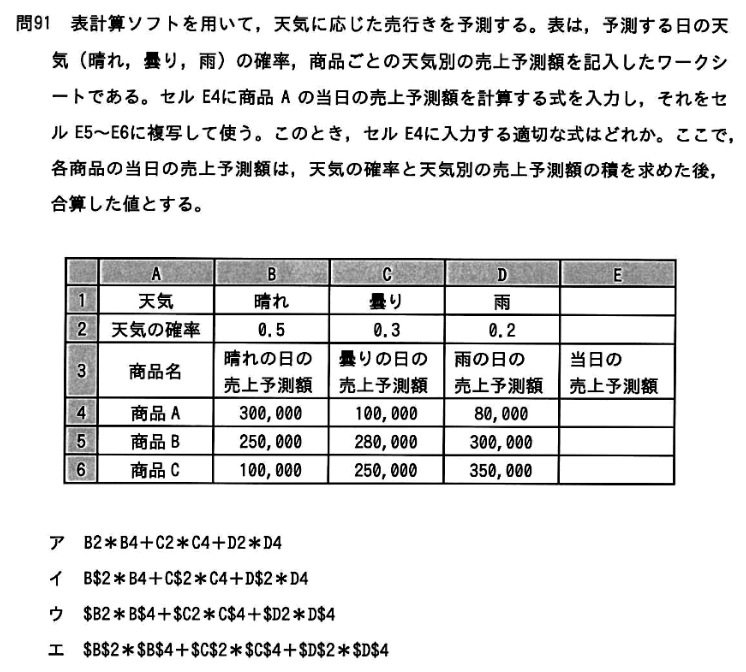 問91 表計算ソフトを用いて，天気に応じた売行きを予測する。表は，予測する日の天
気（晴れ，曇り，雨）の確率，商品ごとの天気別の売上予測額を記入したワークシ
ートである。セル E4に商品 A の当日の売上予測額を計算する式を入力し，それをセ
ル E5～E6に複写して使う。このとき，セル E4に入力する適切な式はどれか。ここで，
各商品の当日の売上予測額は，天気の確率と天気別の売上予測額の積を求めた後，
合算した値とする。
A B C D E
1 天気 晴れ 曇り 雨
2 天気の確率 0.5 0.3 0.2
3 商品名 晴れの日の 曇りの日の 雨の日の 当日の
売上予測額 売上予測額 売上予測額 売上予測額
4 商品 A 300,000 100,000 80,000
5 商品 B 250,000 280,000 300,000
6 商品 C 100,000 250,000 350,000
ア B2＊B4＋C2＊C4＋D2＊D4
イ B$2＊B4＋C$2＊C4＋D$2＊D4
ウ $B2＊B$4＋$C2＊C$4＋$D2＊D$4
エ $B$2＊$B$4＋$C$2＊$C$4＋$D$2＊$D$4